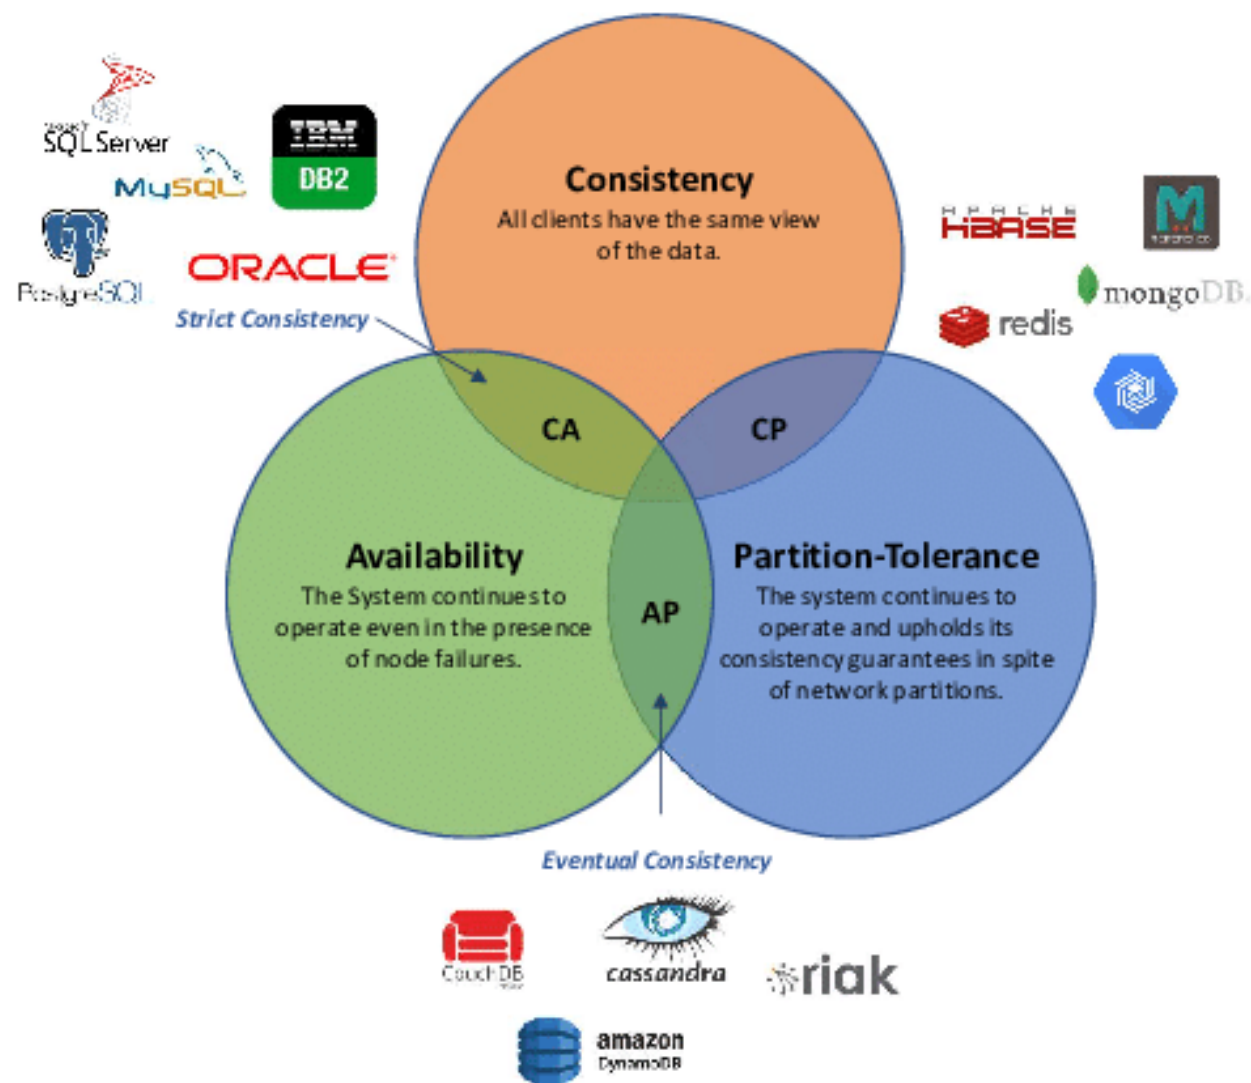 SQL Server
IBM
DB2
MySQL
PostgreSQL
ORACLE
Strict Consistency
Consistency
All clients have the same view
of the data.
APACHE
HBASE
M
mongoDB
redis
CA
CP
Availability
The System continues to
operate even in the presence
of node failures.
AP
Partition-Tolerance
The system continues to
operate and upholds its
consistency guarantees in spite
of network partitions.
Eventual Consistency
CouchDB
cassandra
riak
amazon
DynamoDB